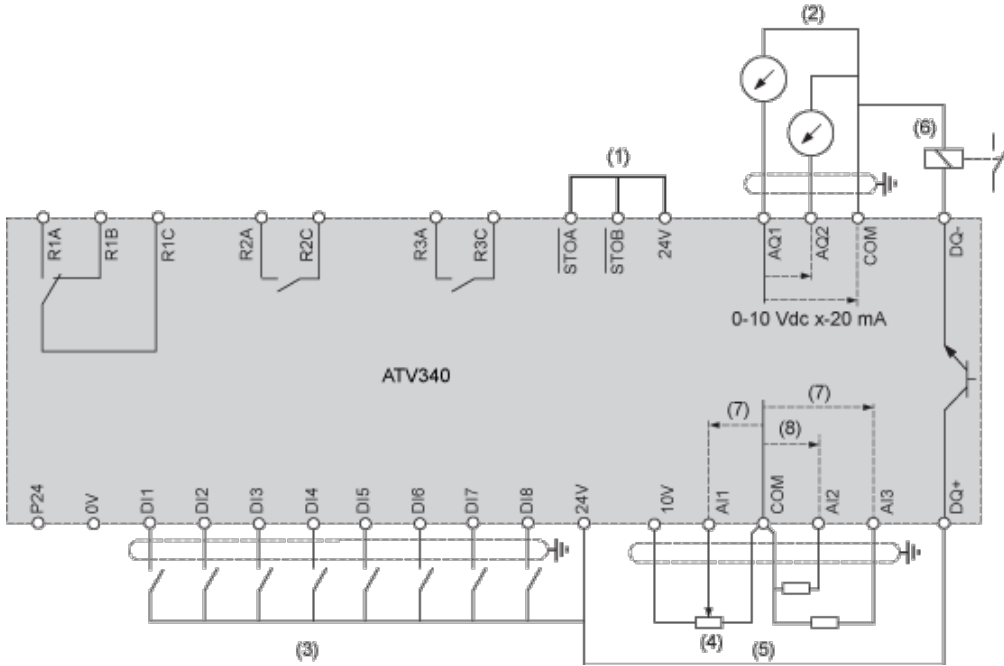 (2)
(6)
(1)
R1A
R1B
R1C
R2A
R2C
R3A
R3C
STOA
STOB
24V
AQ1
AQ2
COM
DQ-
0-10 Vdc x-20 mA
ATV340
(7)
(7)
(8)
P24
0V
DI1
DI2
DI3
DI4
DI5
DI6
DI7
DI8
24V
10V
AI1
COM
AI2
AI3
DQ+
(3)
(4)
(5)